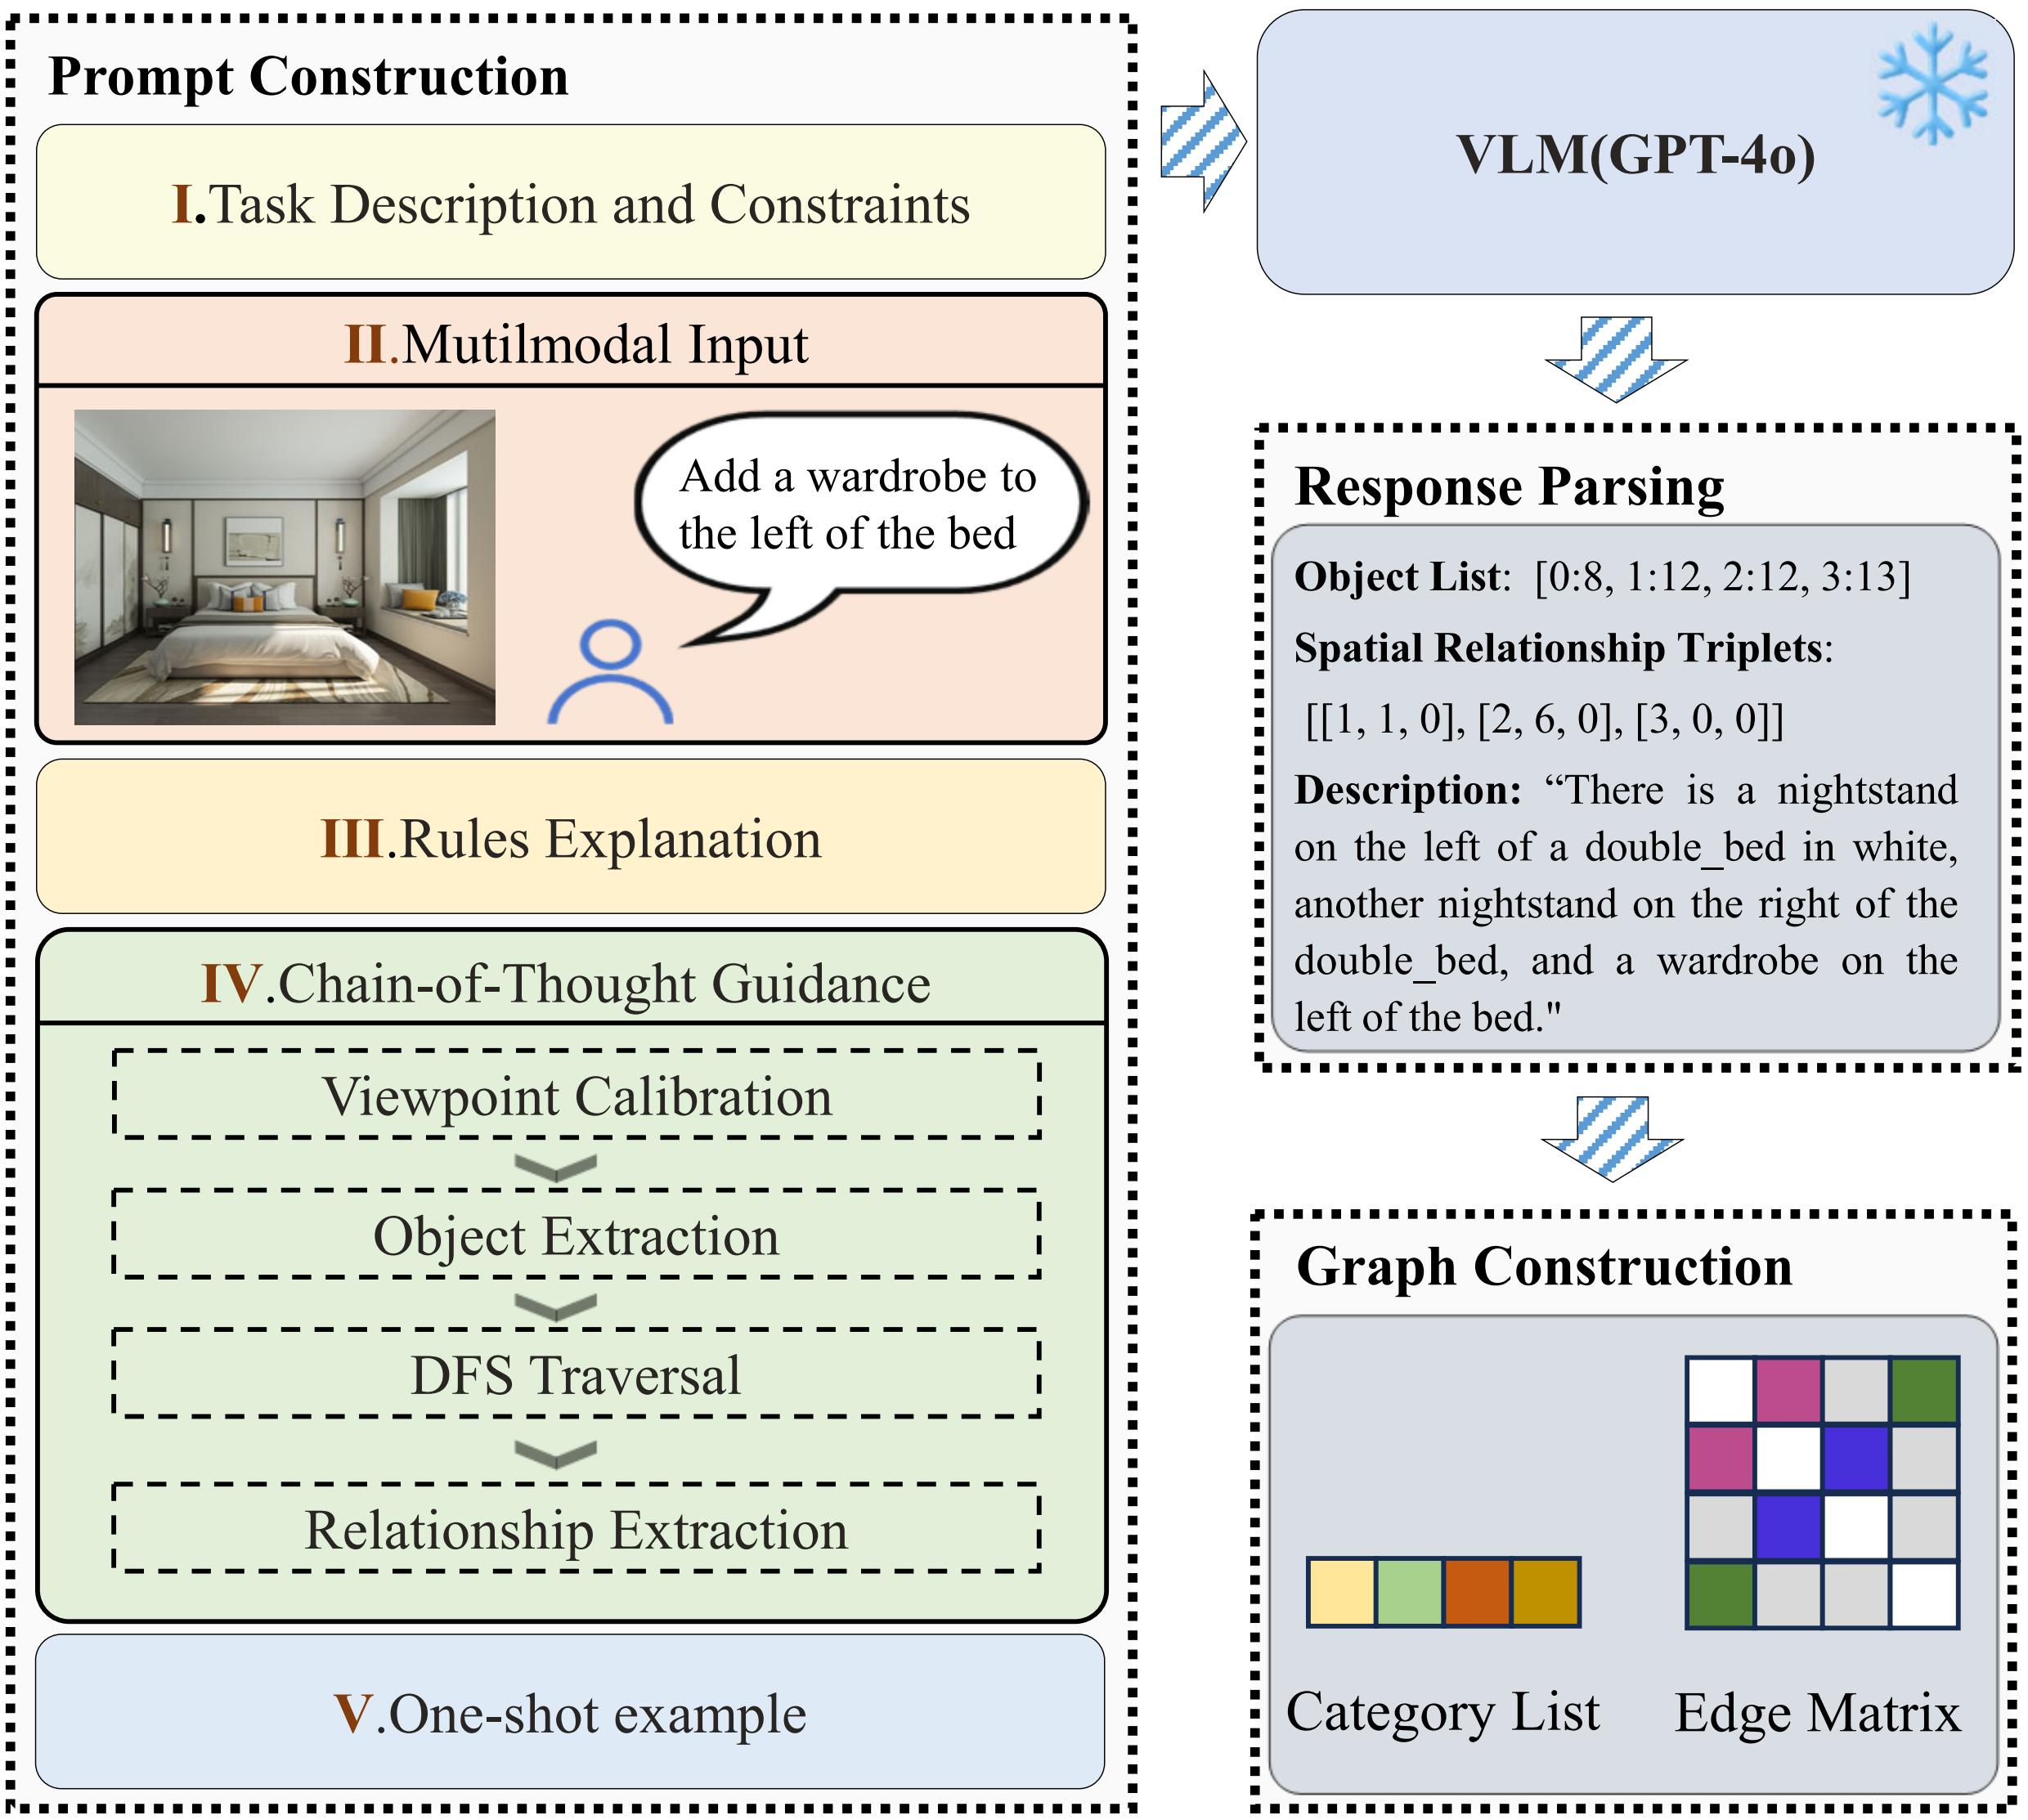 Prompt Construction
I.Task Description and Constraints
II.Mutilmodal Input
Add a wardrobe to
the left of the bed
III.Rules Explanation
IV.Chain-of-Thought Guidance
Viewpoint Calibration
Object Extraction
DFS Traversal
Relationship Extraction
V.One-shot example
VLM(GPT-4o)
Response Parsing
Object List: [0:8, 1:12, 2:12, 3:13]
Spatial Relationship Triplets:
[[1, 1, 0], [2, 6, 0], [3, 0, 0]]
Description: “There is a nightstand
on the left of a double_bed in white,
another nightstand on the right of the
double_bed, and a wardrobe on the
left of the bed."
Graph Construction
Category List
Edge Matrix